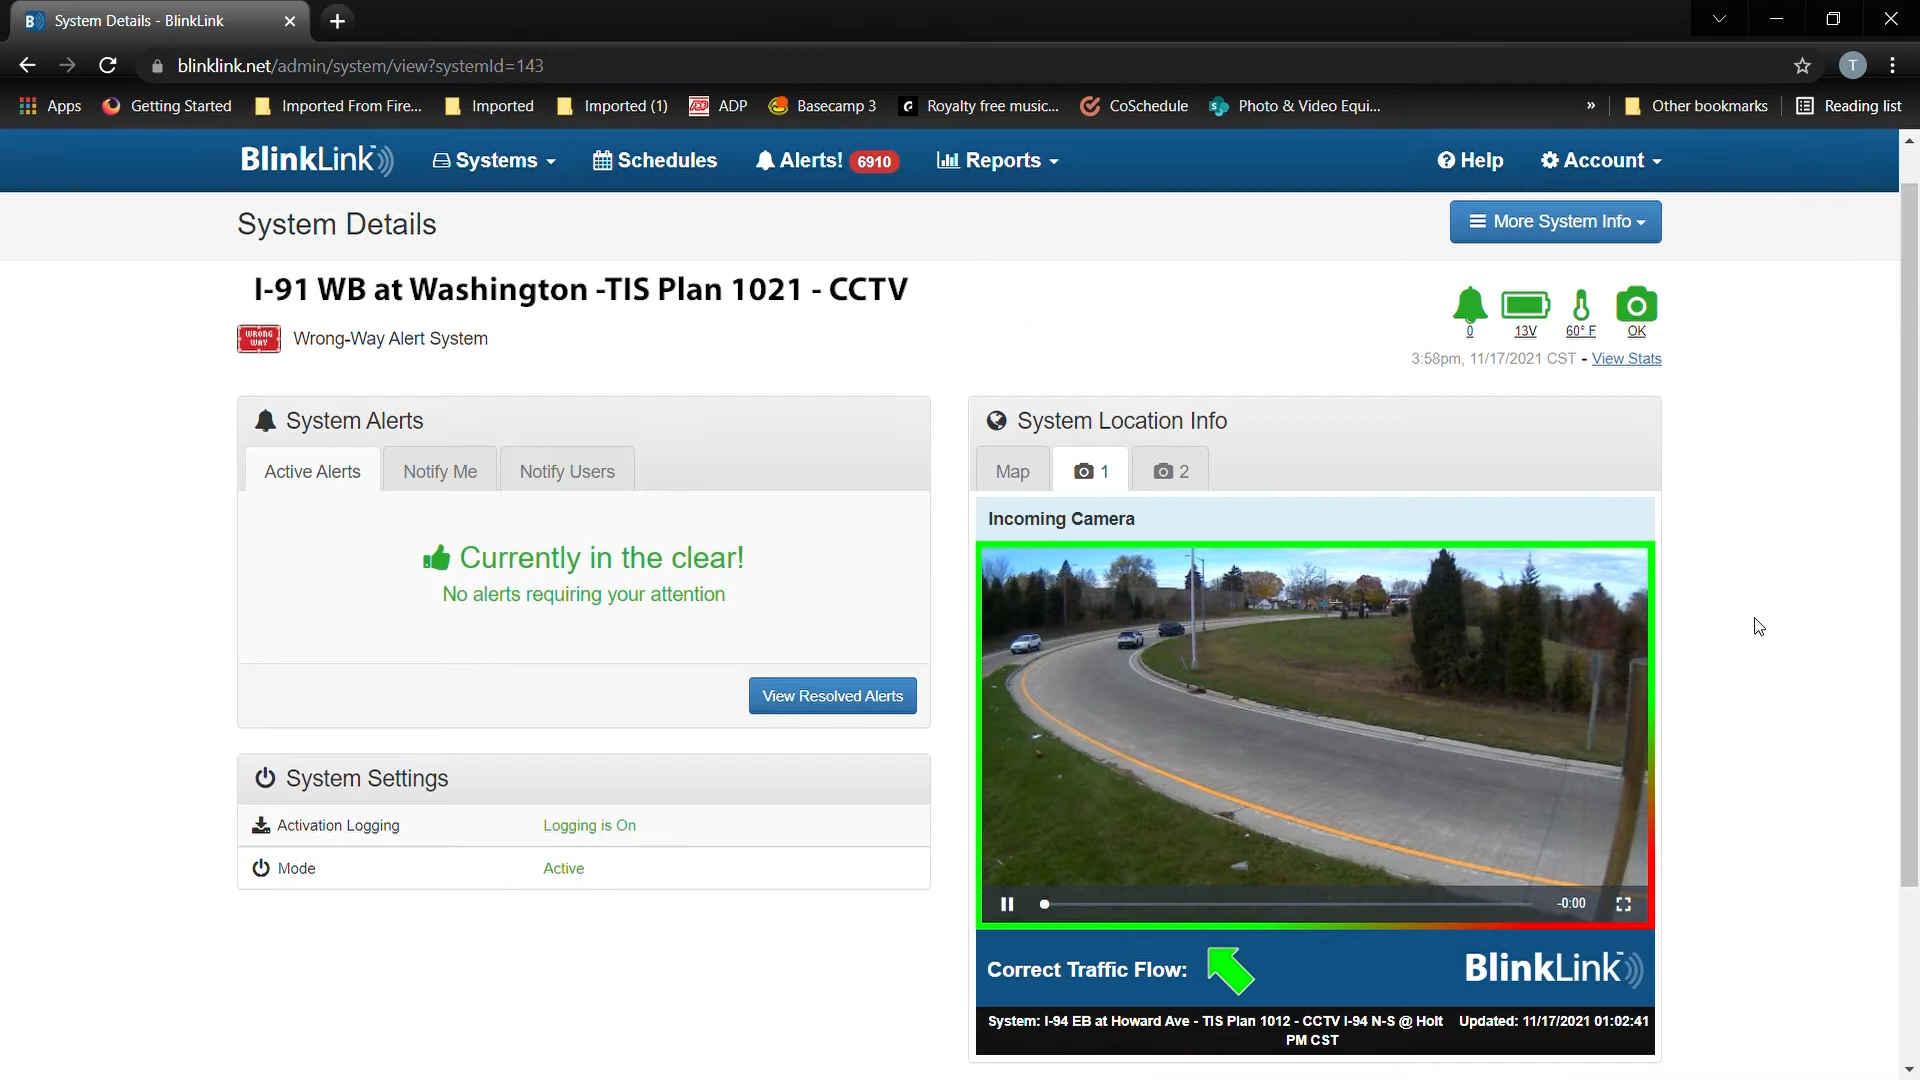 System Details - BlinkLink
blinklink.net/admin/system/view?systemId=143
T
Apps Getting Started Imported From Fire... Imported Imported (1) ADP Basecamp 3 Royalty free music... CoSchedule Photo & Video Equi... » Other bookmarks Reading list
BlinkLink Systems Schedules Alerts! 6910 Reports Help Account
System Details More System Info
I-91 WB at Washington -TIS Plan 1021 - CCTV
0 13V 60° F OK
WRONG WAY Wrong-Way Alert System
3:58pm, 11/17/2021 CST - View Stats
System Alerts
Active Alerts Notify Me Notify Users
Currently in the clear!
No alerts requiring your attention
View Resolved Alerts
System Settings
Activation Logging Logging is On
Mode Active
System Location Info
Map 1 2
Incoming Camera
-0:00
Correct Traffic Flow: BlinkLink™
System: I-94 EB at Howard Ave - TIS Plan 1012 - CCTV I-94 N-S @ Holt Updated: 11/17/2021 01:02:41
PM CST